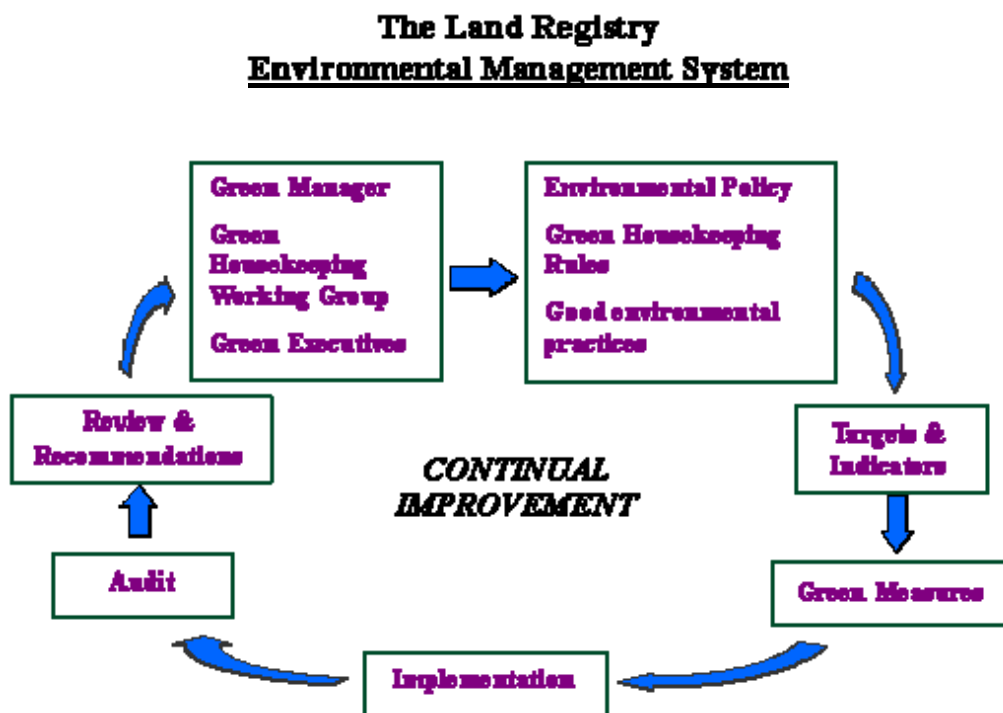 The Land Registry
Environmental Management System
Green Manager
Green
Housekeeping
Working Group
Green Executives
Environmental Policy
Green Housekeeping
Rules
Good environmental
practices
Review &
Recommendations
Targets &
Indicators
CONTINUAL
IMPROVEMENT
Audit
Green Measures
Implementation